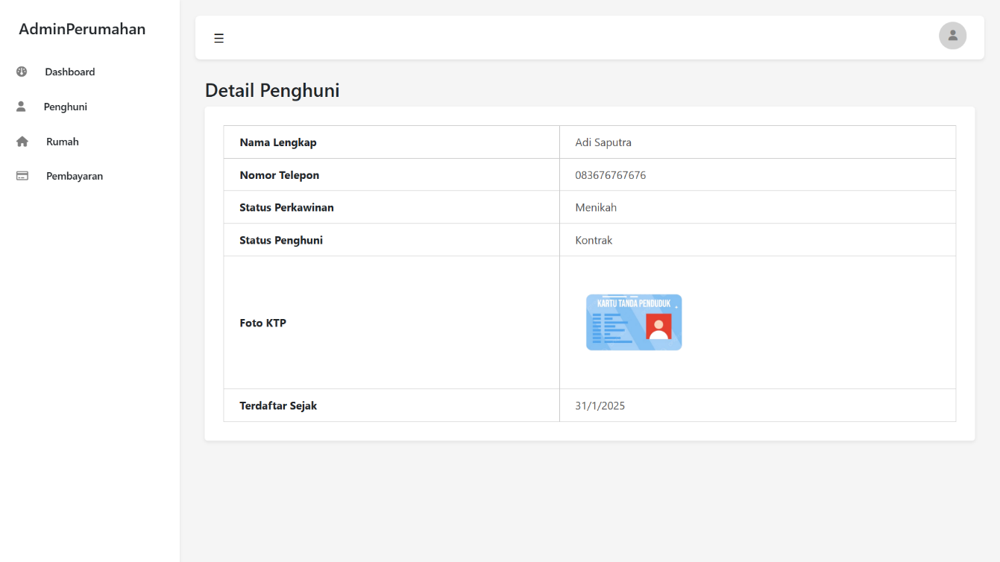 AdminPerumahan
Dashboard
Penghuni
Rumah
Pembayaran
Detail Penghuni
Nama Lengkap Adi Saputra
Nomor Telepon 083676767676
Status Perkawinan Menikah
Status Penghuni Kontrak
Foto KTP
KARTU TANDA PENDUDUK
Terdaftar Sejak 31/1/2025